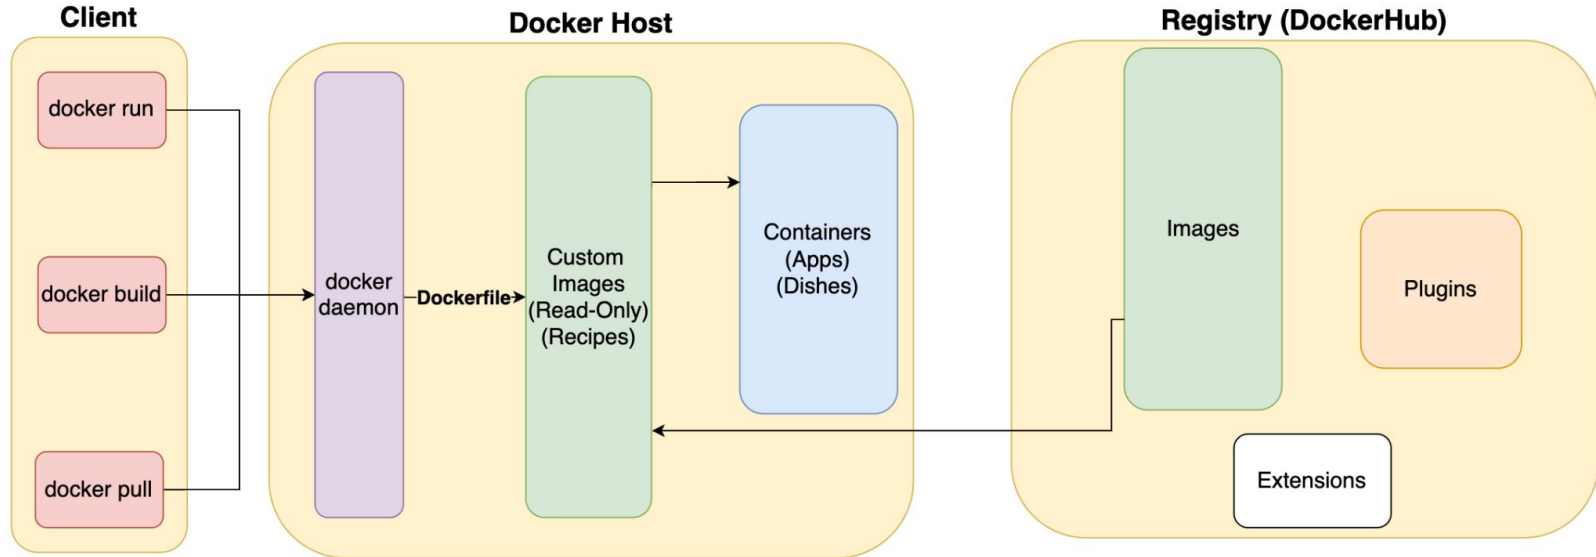 Client
docker run
docker build
docker pull
Docker Host
docker
daemon
Dockerfile
Custom
Images
(Read-Only)
(Recipes)
Containers
(Apps)
(Dishes)
Registry (DockerHub)
Images
Plugins
Extensions